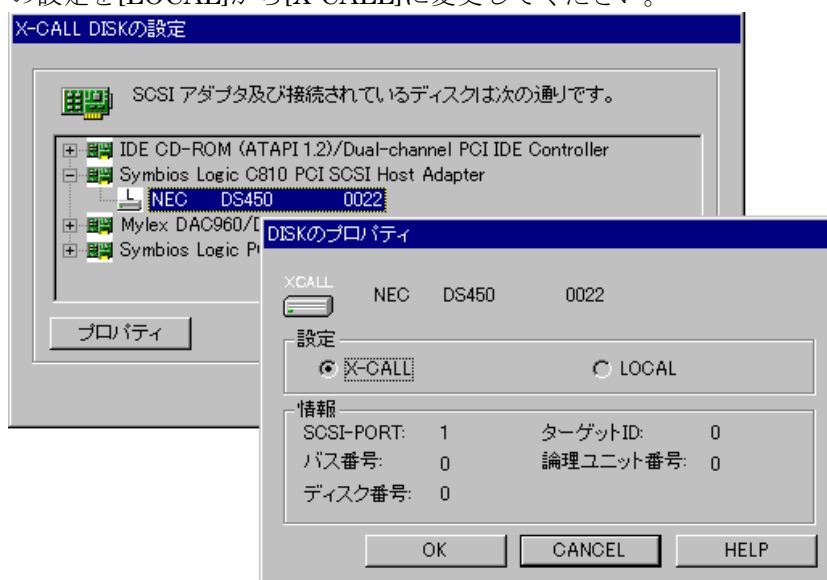 の設定を[LOCAL]から[X-CALL]に変更してください。
X-CALL DISKの設定
SCSI アダプタ及び接続されているディスクは次の通りです。
IDE CD-ROM (ATAPI 1.2)/Dual-channel PCI IDE Controller
Symbios Logic C810 PCI SCSI Host Adapter
NEC DS450 0022
Mylex DAC960/
Symbios Logic
プロパティ
DISKのプロパティ
XCALL
NEC DS450 0022
設定
X-CALL LOCAL
情報
SCSI-PORT: 1 ターゲットID: 0
バス番号: 0 論理ユニット番号: 0
ディスク番号: 0
OK CANCEL HELP